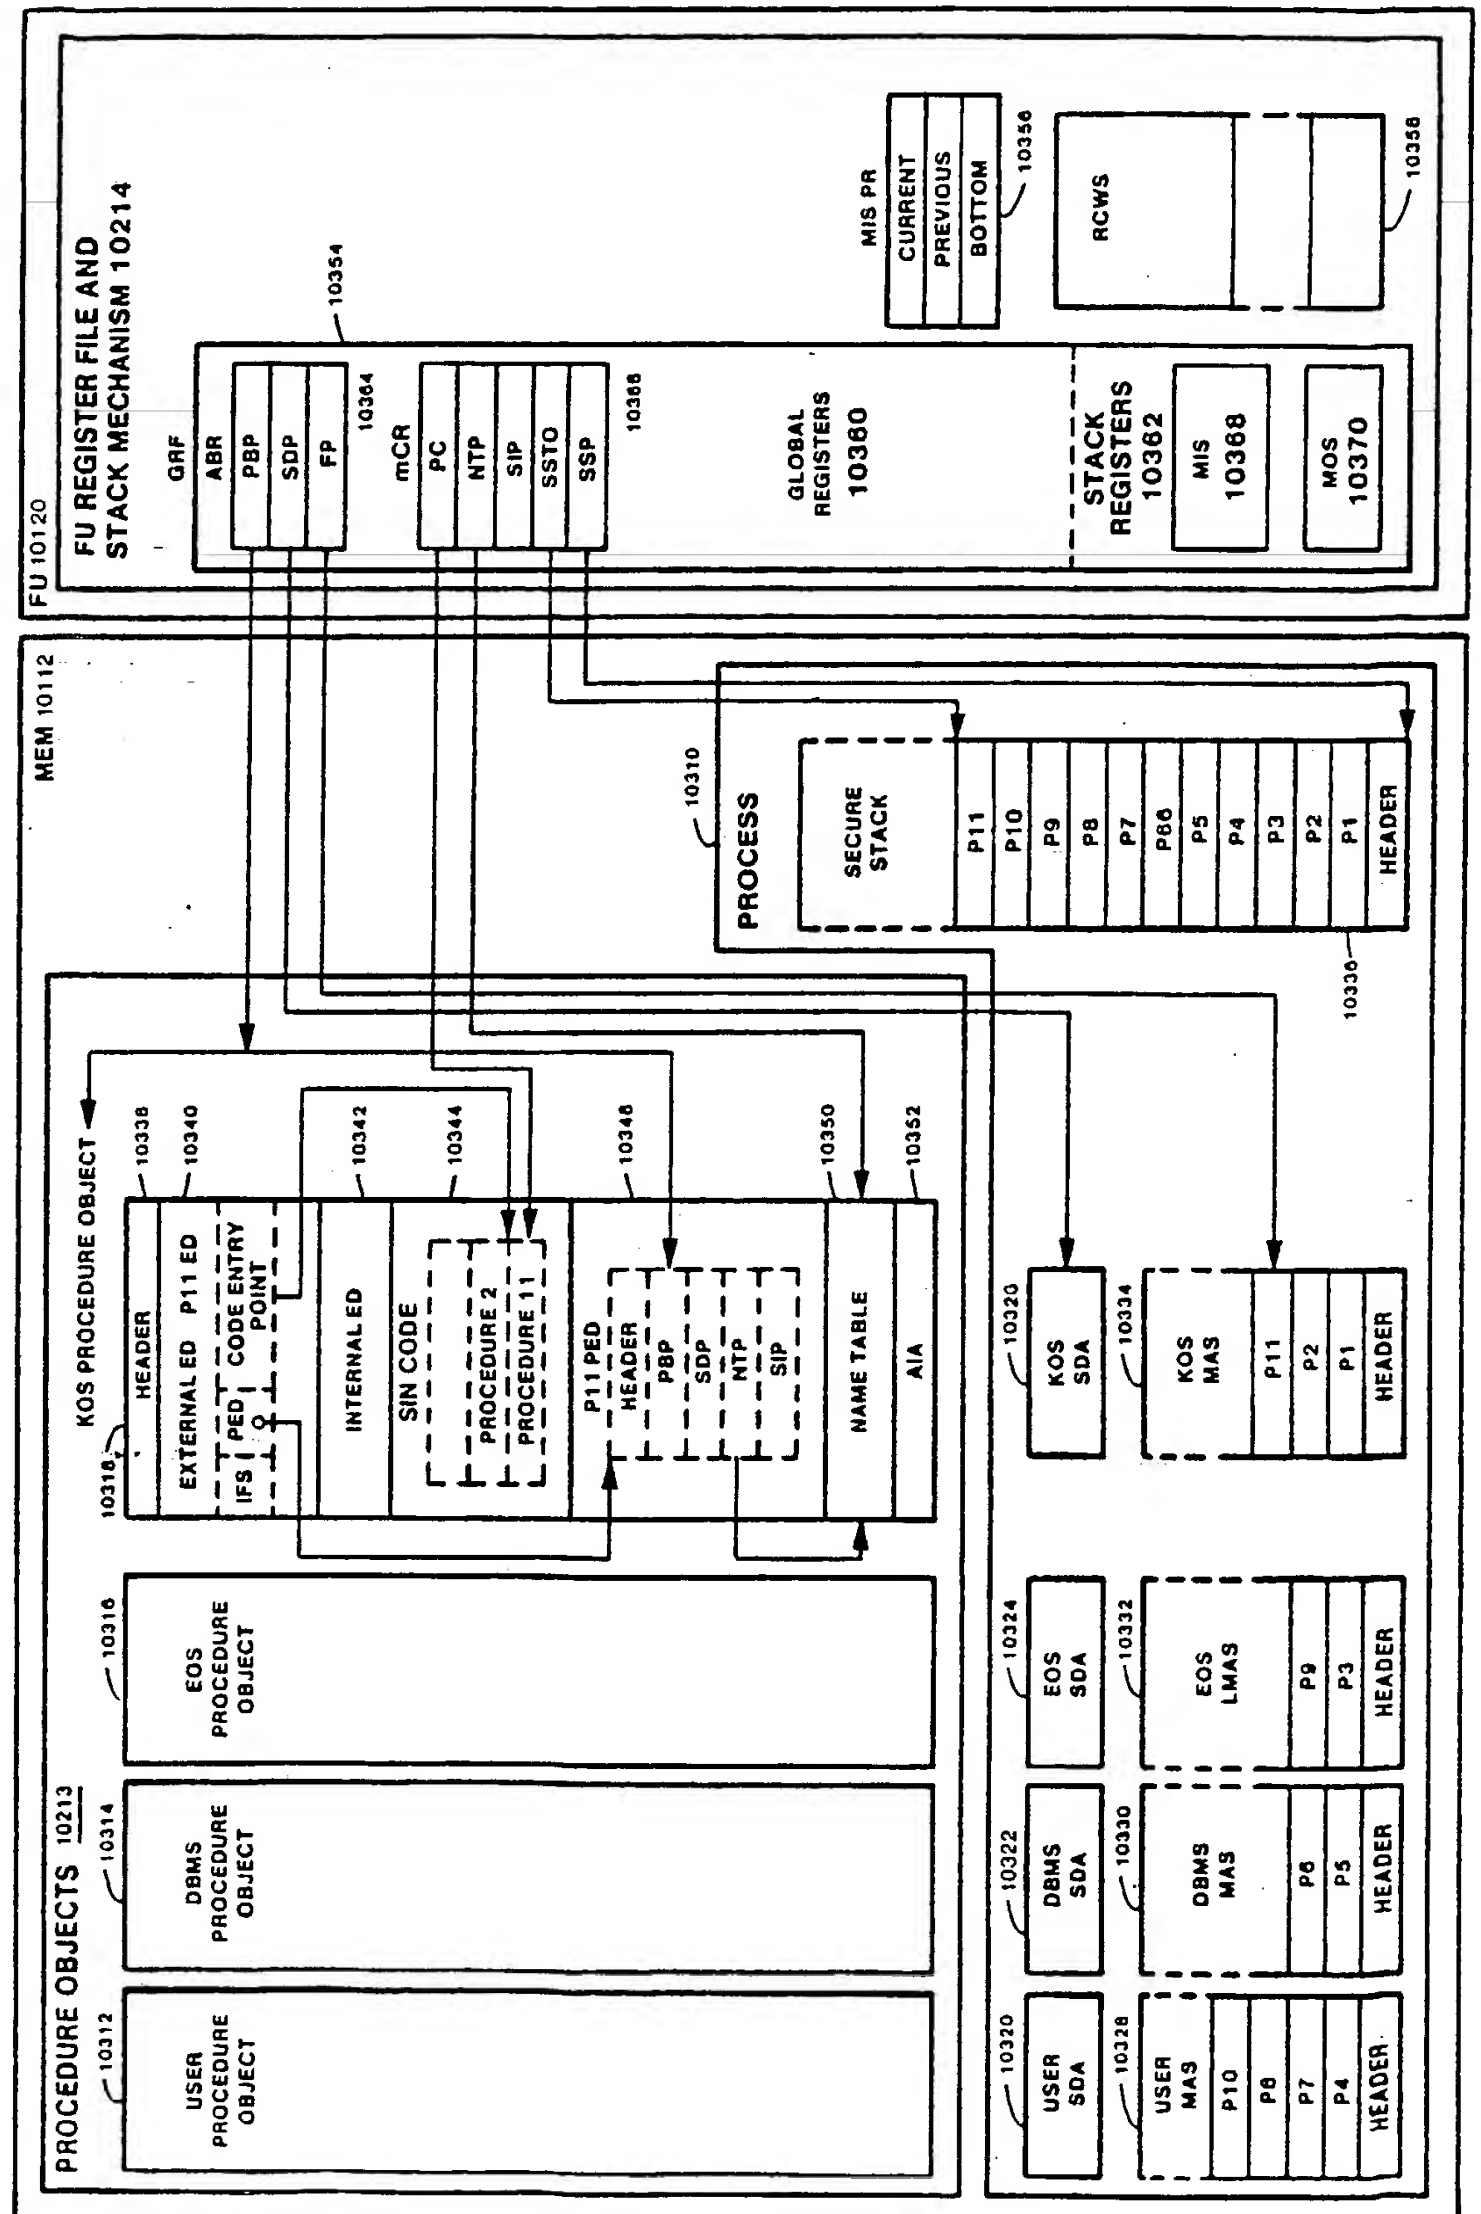 PROCEDURE OBJECTS 10213
10312
USER
PROCEDURE
OBJECT
10314
DBMS
PROCEDURE
OBJECT
10316
EOS
PROCEDURE
OBJECT
KOS PROCEDURE OBJECT
10318
HEADER
10338
EXTERNAL ED P11 ED
10340
IFS
PED
CODE ENTRY
POINT
INTERNAL ED
10342
SIN CODE
10344
PROCEDURE 2
PROCEDURE 11
P11 PED
10348
HEADER
PBP
SDP
NTP
SIP
NAME TABLE
10350
AIA
10352
MEM 10112
10320
USER
SDA
10322
DBMS
SDA
10324
EOS
SDA
10320
KOS
SDA
10328
USER
MAS
P10
P8
P7
P4
HEADER
10330
DBMS
MAS
P6
P5
HEADER
10332
EOS
LMAS
P9
P3
HEADER
10334
KOS
MAS
P11
P2
P1
HEADER
10310
PROCESS
SECURE
STACK
P11
P10
P9
P8
P7
P86
P5
P4
P3
P2
P1
HEADER
10336
FU 10120
FU REGISTER FILE AND
STACK MECHANISM 10214
GRF
10354
ABR
PBP
SDP
FP
10364
mCR
PC
NTP
SIP
SSTO
SSP
10366
GLOBAL
REGISTERS
10360
STACK
REGISTERS
10362
MIS
10368
MOS
10370
MIS PR
CURRENT
PREVIOUS
BOTTOM
10356
RCWS
10358